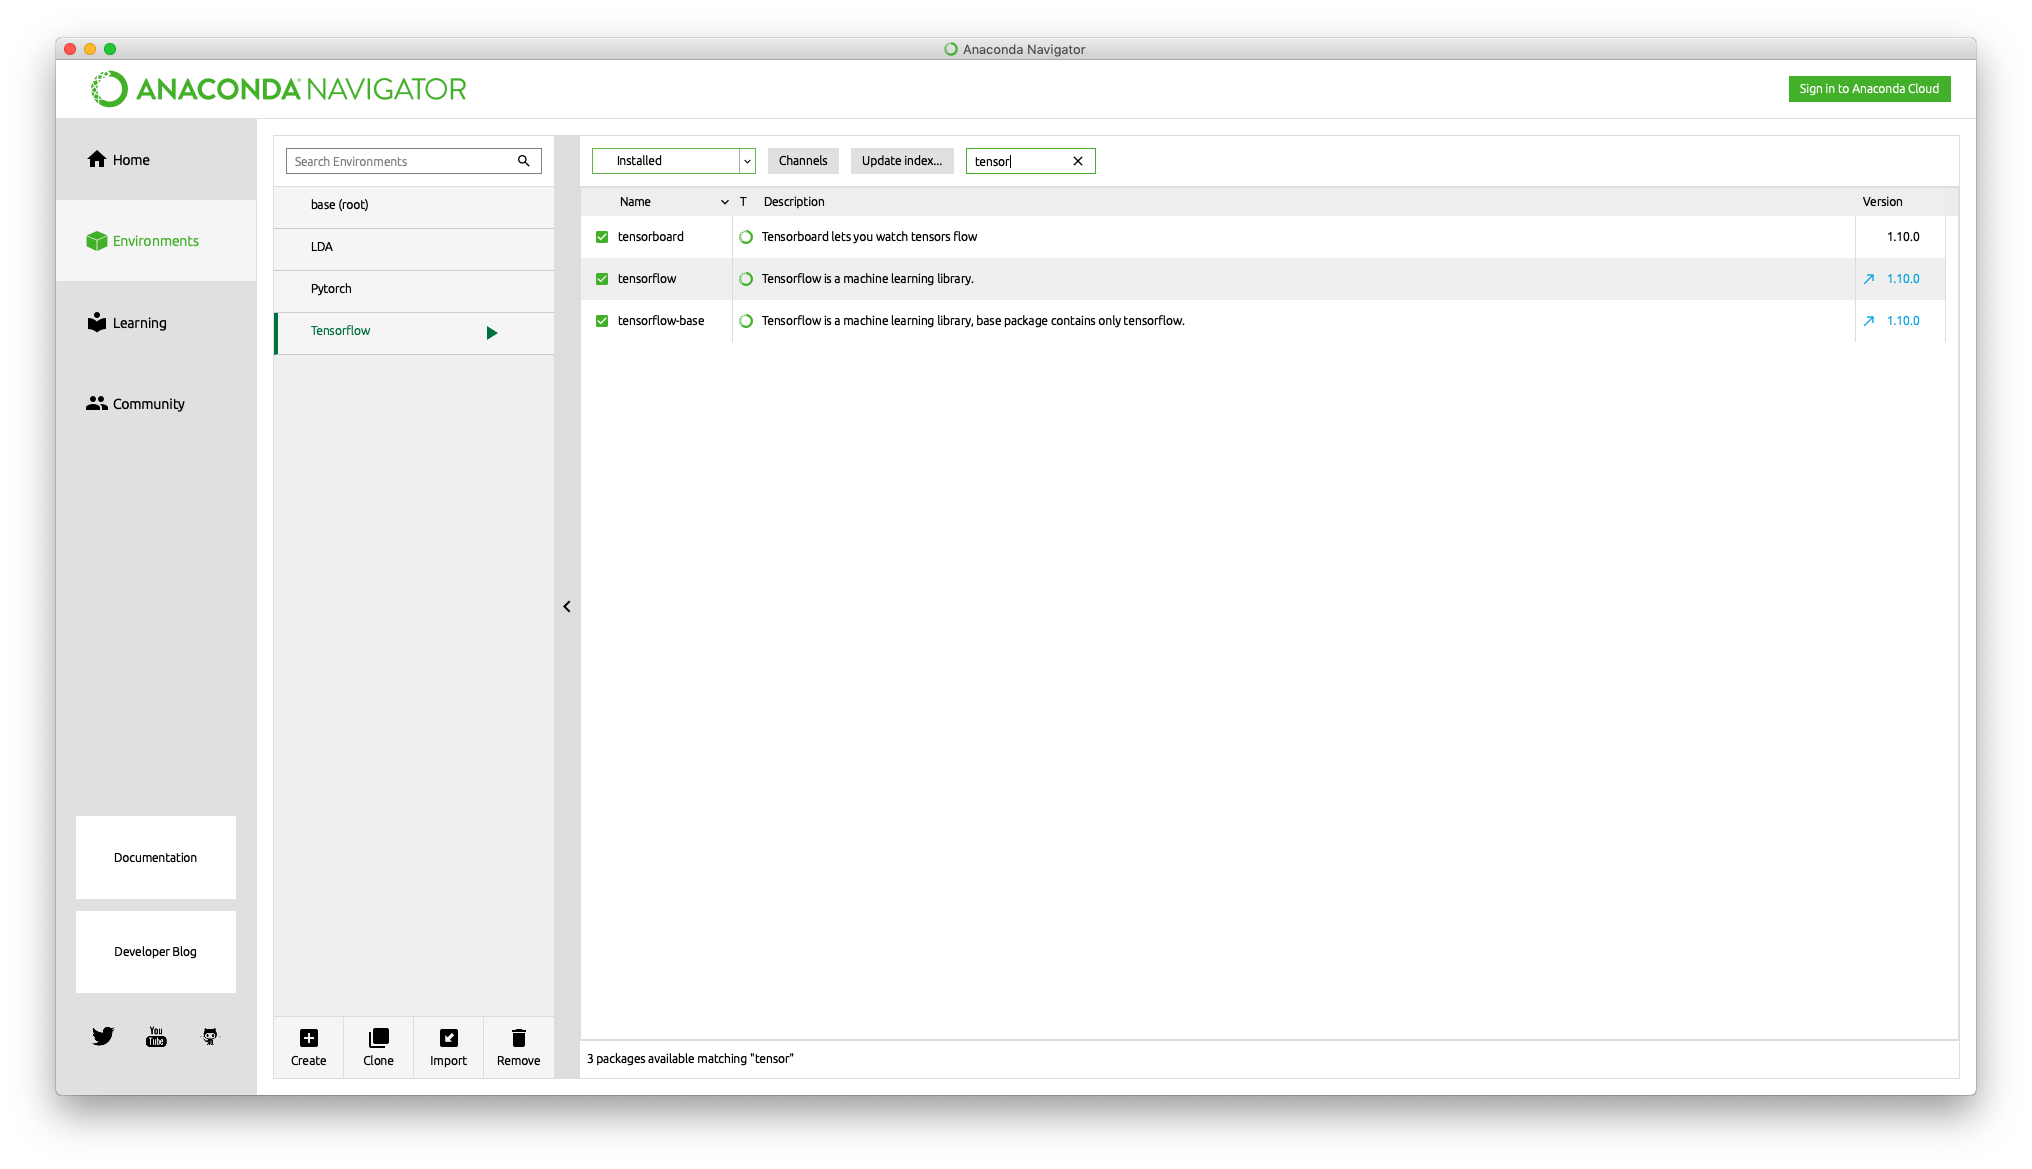 Anaconda Navigator
ANACONDA NAVIGATOR
Sign in to Anaconda Cloud
Home
Environments
Learning
Community
Documentation
Developer Blog
You
Tube
Search Environments
base (root)
LDA
Pytorch
Tensorflow
Create
Clone
Import
Remove
Installed
Channels
Update index...
tensor
Name T Description Version
tensorboard Tensorboard lets you watch tensors flow 1.10.0
tensorflow Tensorflow is a machine learning library. 1.10.0
tensorflow-base Tensorflow is a machine learning library, base package contains only tensorflow. 1.10.0
3 packages available matching "tensor"